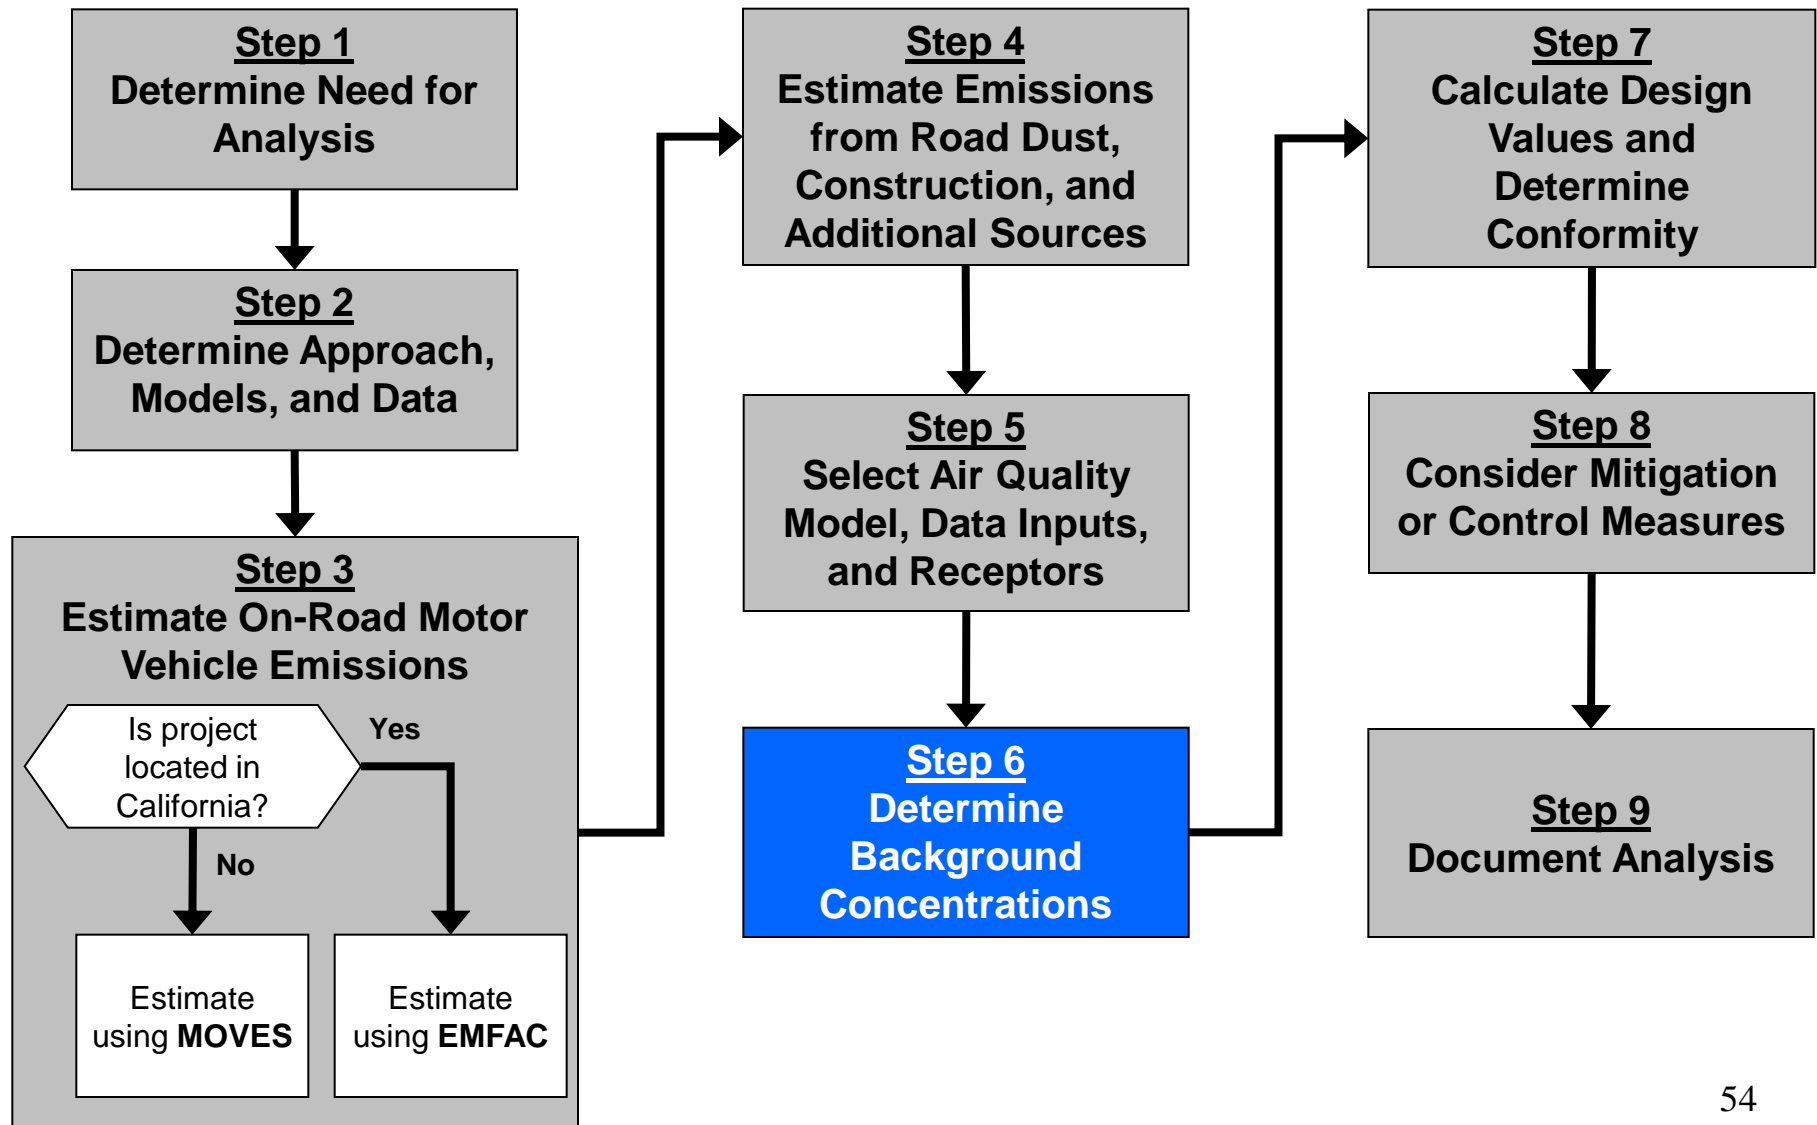 Step 1
Determine Need for
Analysis
Step 2
Determine Approach,
Models, and Data
Step 3
Estimate On-Road Motor
Vehicle Emissions
Is project
located in
California?
Yes
No
Estimate
using MOVES
Estimate
using EMFAC
Step 4
Estimate Emissions
from Road Dust,
Construction, and
Additional Sources
Step 5
Select Air Quality
Model, Data Inputs,
and Receptors
Step 6
Determine
Background
Concentrations
Step 7
Calculate Design
Values and
Determine
Conformity
Step 8
Consider Mitigation
or Control Measures
Step 9
Document Analysis
54